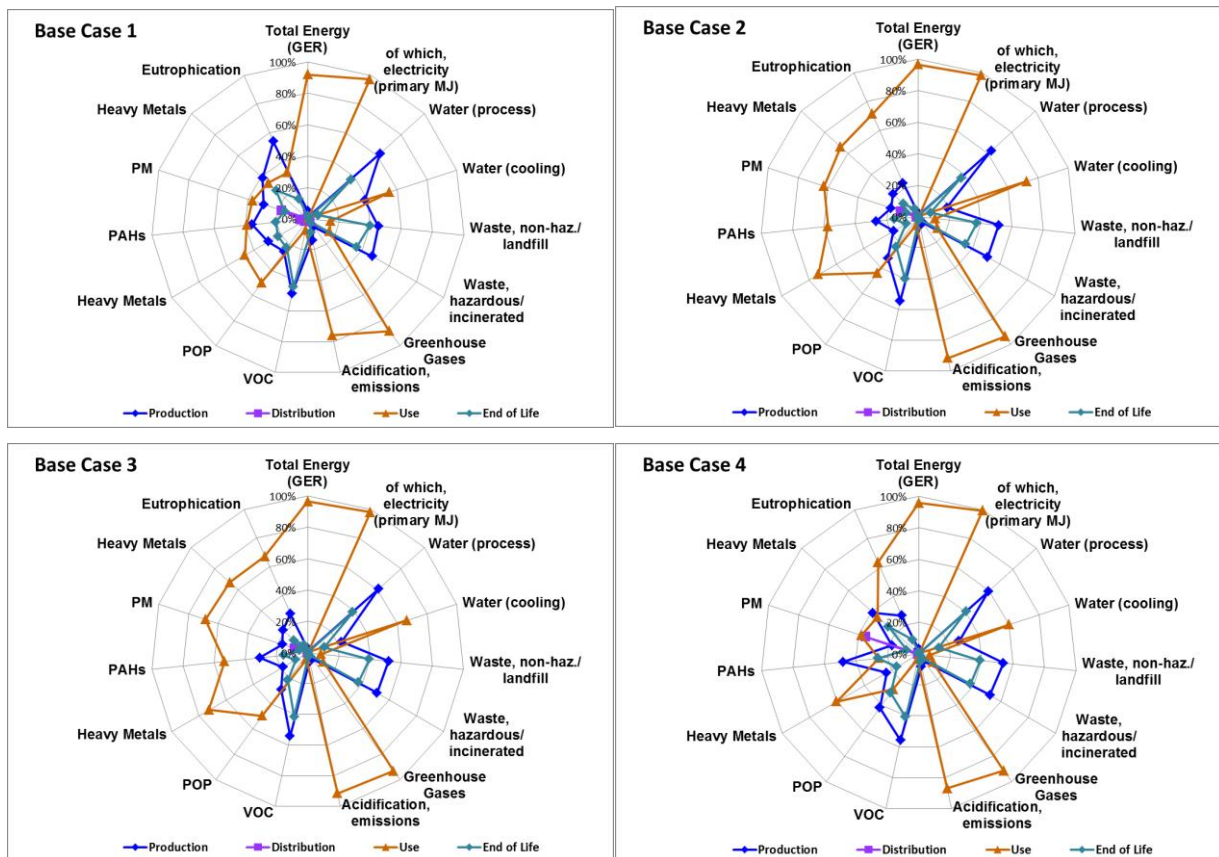 Base Case 1
Total Energy
(GER)
of which,
electricity
(primary MJ)
Water (process)
Water (cooling)
Waste, non-haz./
landfill
Waste,
hazardous/
incinerated
Greenhouse
Gases
Acidification,
emissions
VOC
POP
Heavy Metals
PAHs
PM
Heavy Metals
Eutrophication
100%
80%
60%
40%
20%
0%
Production
Distribution
Use
End of Life
Base Case 2
Total Energy
(GER)
of which,
electricity
(primary MJ)
Water (process)
Water (cooling)
Waste, non-haz./
landfill
Waste,
hazardous/
incinerated
Greenhouse
Gases
Acidification,
emissions
VOC
POP
Heavy Metals
PAHs
PM
Heavy Metals
Eutrophication
100%
80%
60%
40%
20%
0%
Production
Distribution
Use
End of Life
Base Case 3
Total Energy
(GER)
of which,
electricity
(primary MJ)
Water (process)
Water (cooling)
Waste, non-haz./
landfill
Waste,
hazardous/
incinerated
Greenhouse
Gases
Acidification,
emissions
VOC
POP
Heavy Metals
PAHs
PM
Heavy Metals
Eutrophication
100%
80%
60%
40%
20%
0%
Production
Distribution
Use
End of Life
Base Case 4
Total Energy
(GER)
of which,
electricity
(primary MJ)
Water (process)
Water (cooling)
Waste, non-haz./
landfill
Waste,
hazardous/
incinerated
Greenhouse
Gases
Acidification,
emissions
VOC
POP
Heavy Metals
PAHs
PM
Heavy Metals
Eutrophication
100%
80%
60%
40%
20%
0%
Production
Distribution
Use
End of Life